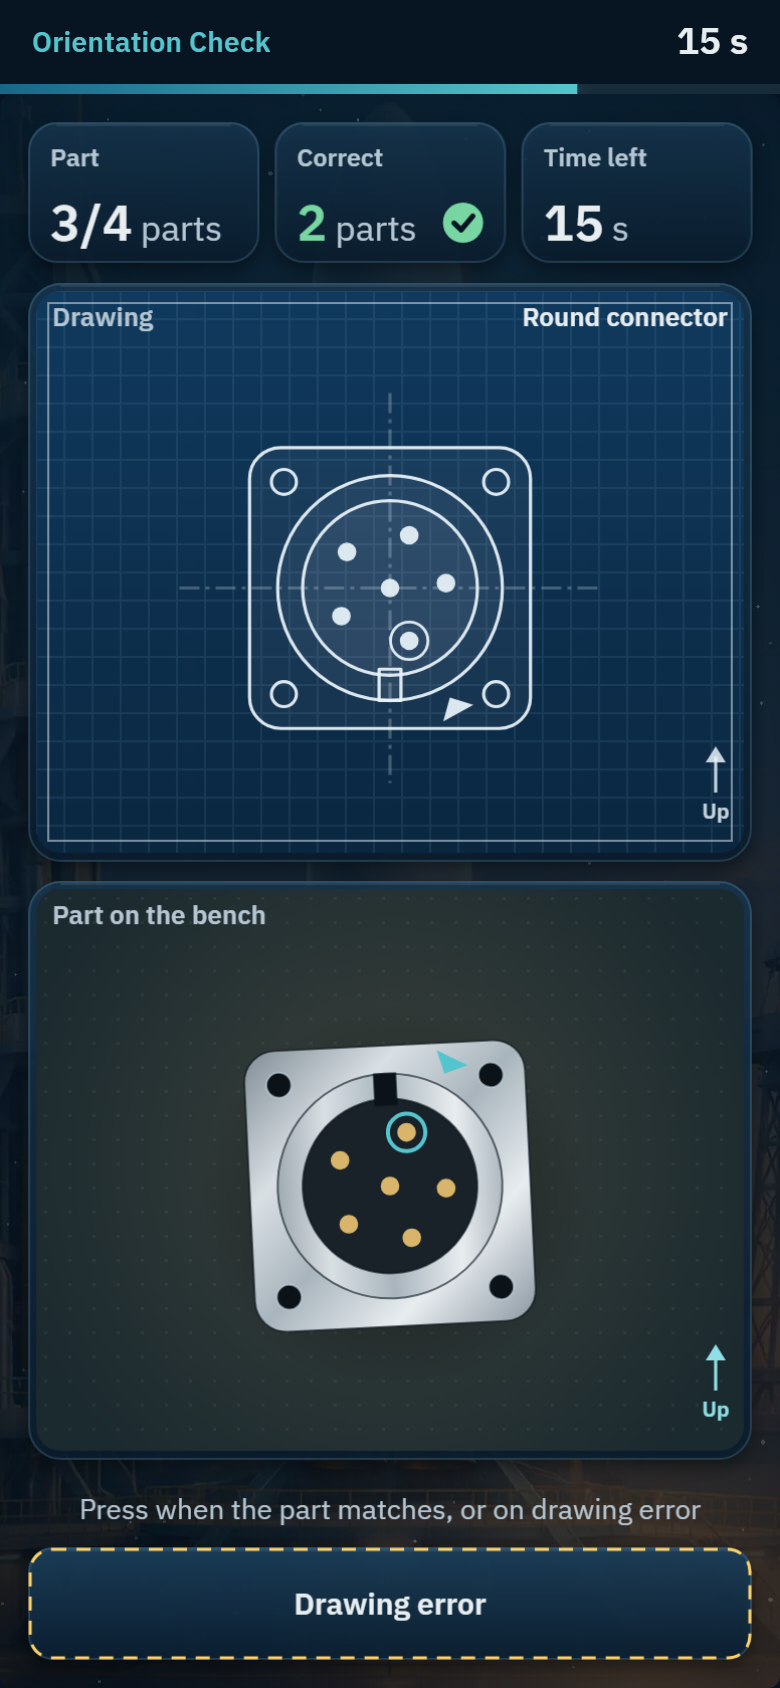 Orientation Check
15 s
Part
3/4 parts
Correct
2 parts
Time left
15 s
Drawing
Round connector
Up
Part on the bench
Up
Press when the part matches, or on drawing error
Drawing error